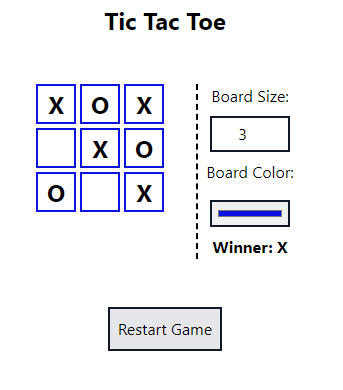 Tic Tac Toe
X O X
X O
O X
Board Size:
3
Board Color:
Winner: X
Restart Game